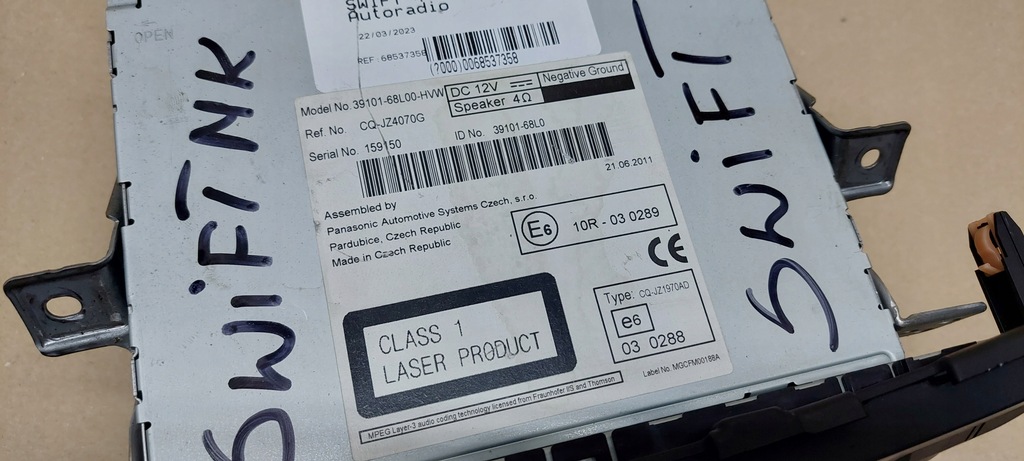 OPEN
SWIFT
Autoradio
22/03/2023
REF : 68537358
(?000)0068537358
Model No 39101-68L00-HVW
DC 12V
Negative Ground
Speaker 4Ω
Ref. No. CQ-JZ4070G
Serial No. 159150
ID No. 39101-68L0
21.06.2011
Assembled by
Panasonic Automotive Systems Czech, s.r.o.
Pardubice, Czech Republic
Made in Czech Republic
E6 10R - 03 0289
CE
CLASS 1
LASER PRODUCT
Type: CQ-JZ1970AD
e6
03 0288
Label No. MGCFM00188A
MPEG Layer-3 audio coding technology licensed from Fraunhofer IIS and Thomson
SWIFT NK
SWIFT